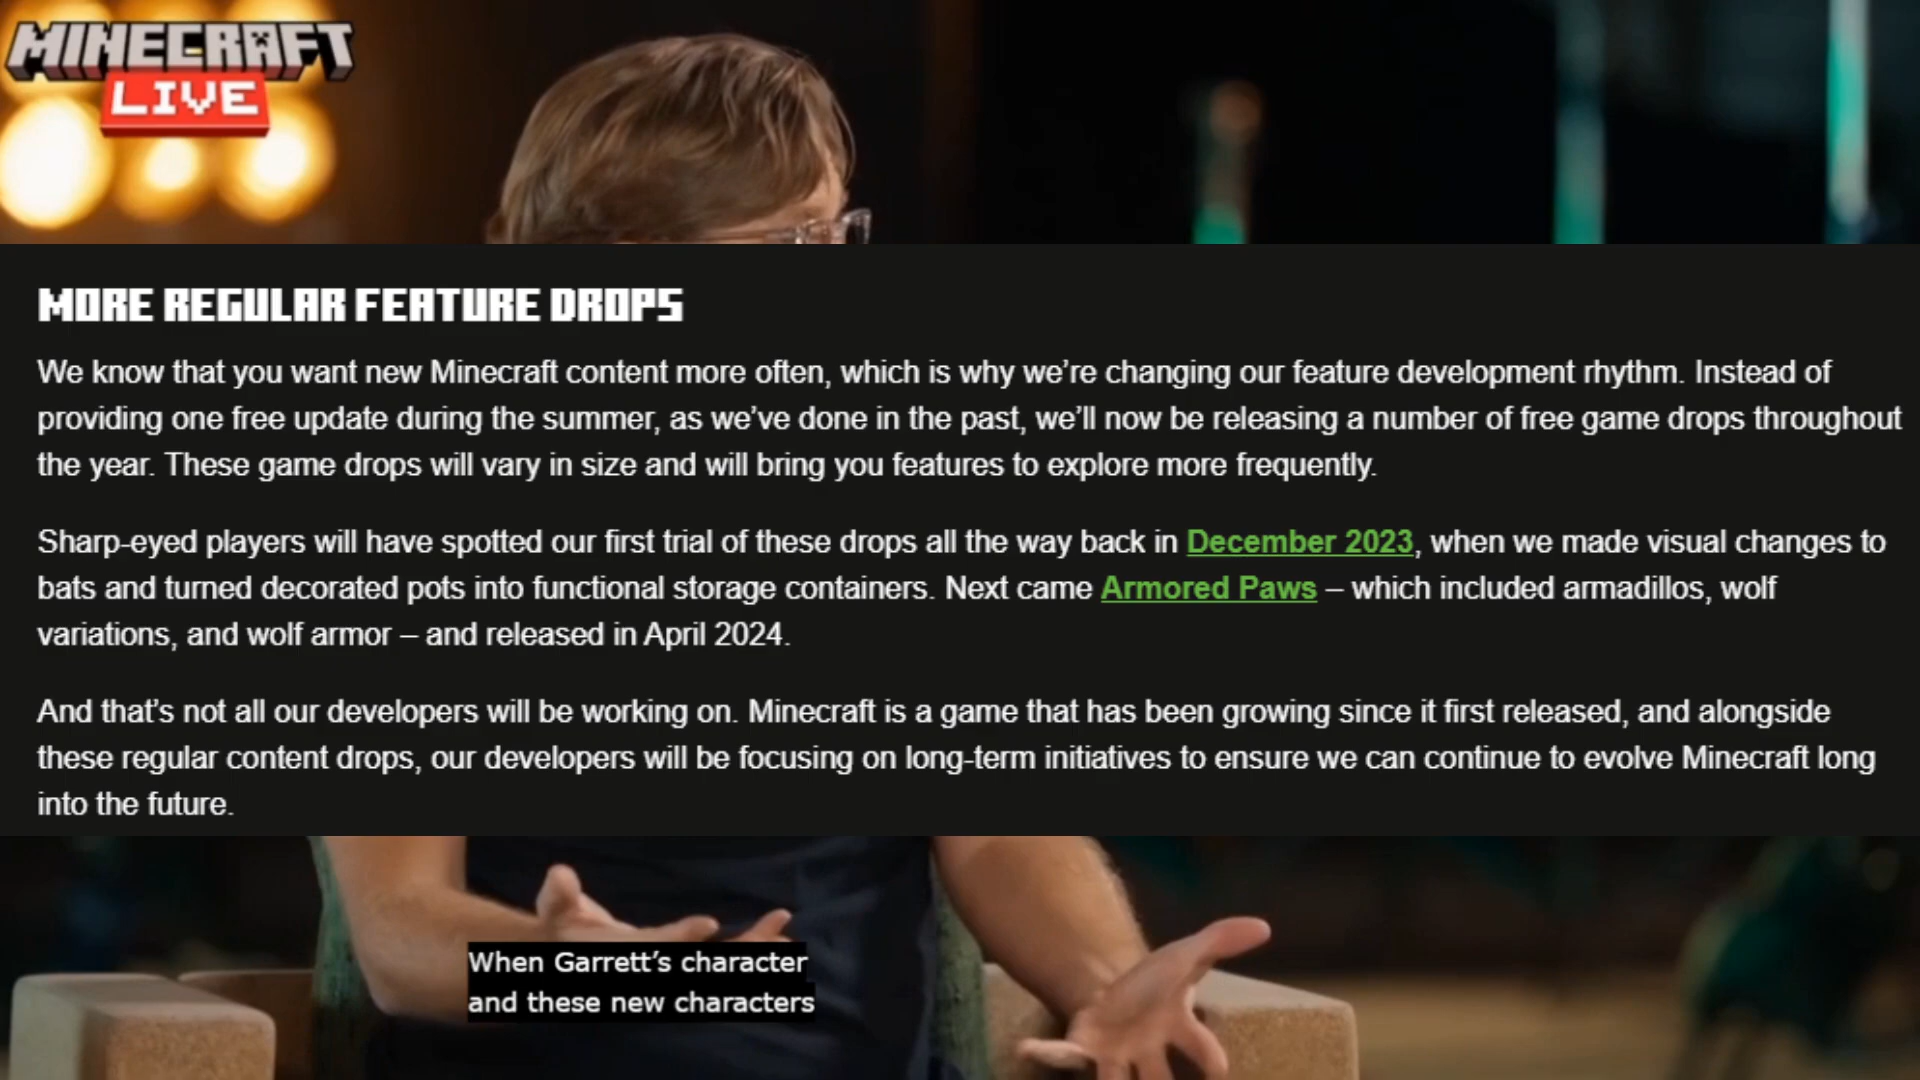 MINECRAFT
LIVE
MORE REGULAR FEATURE DROPS
We know that you want new Minecraft content more often, which is why we're changing our feature development rhythm. Instead of
providing one free update during the summer, as we've done in the past, we'll now be releasing a number of free game drops throughout
the year. These game drops will vary in size and will bring you features to explore more frequently.
Sharp-eyed players will have spotted our first trial of these drops all the way back in December 2023, when we made visual changes to
bats and turned decorated pots into functional storage containers. Next came Armored Paws – which included armadillos, wolf
variations, and wolf armor – and released in April 2024.
And that's not all our developers will be working on. Minecraft is a game that has been growing since it first released, and alongside
these regular content drops, our developers will be focusing on long-term initiatives to ensure we can continue to evolve Minecraft long
into the future.
When Garrett's character
and these new characters